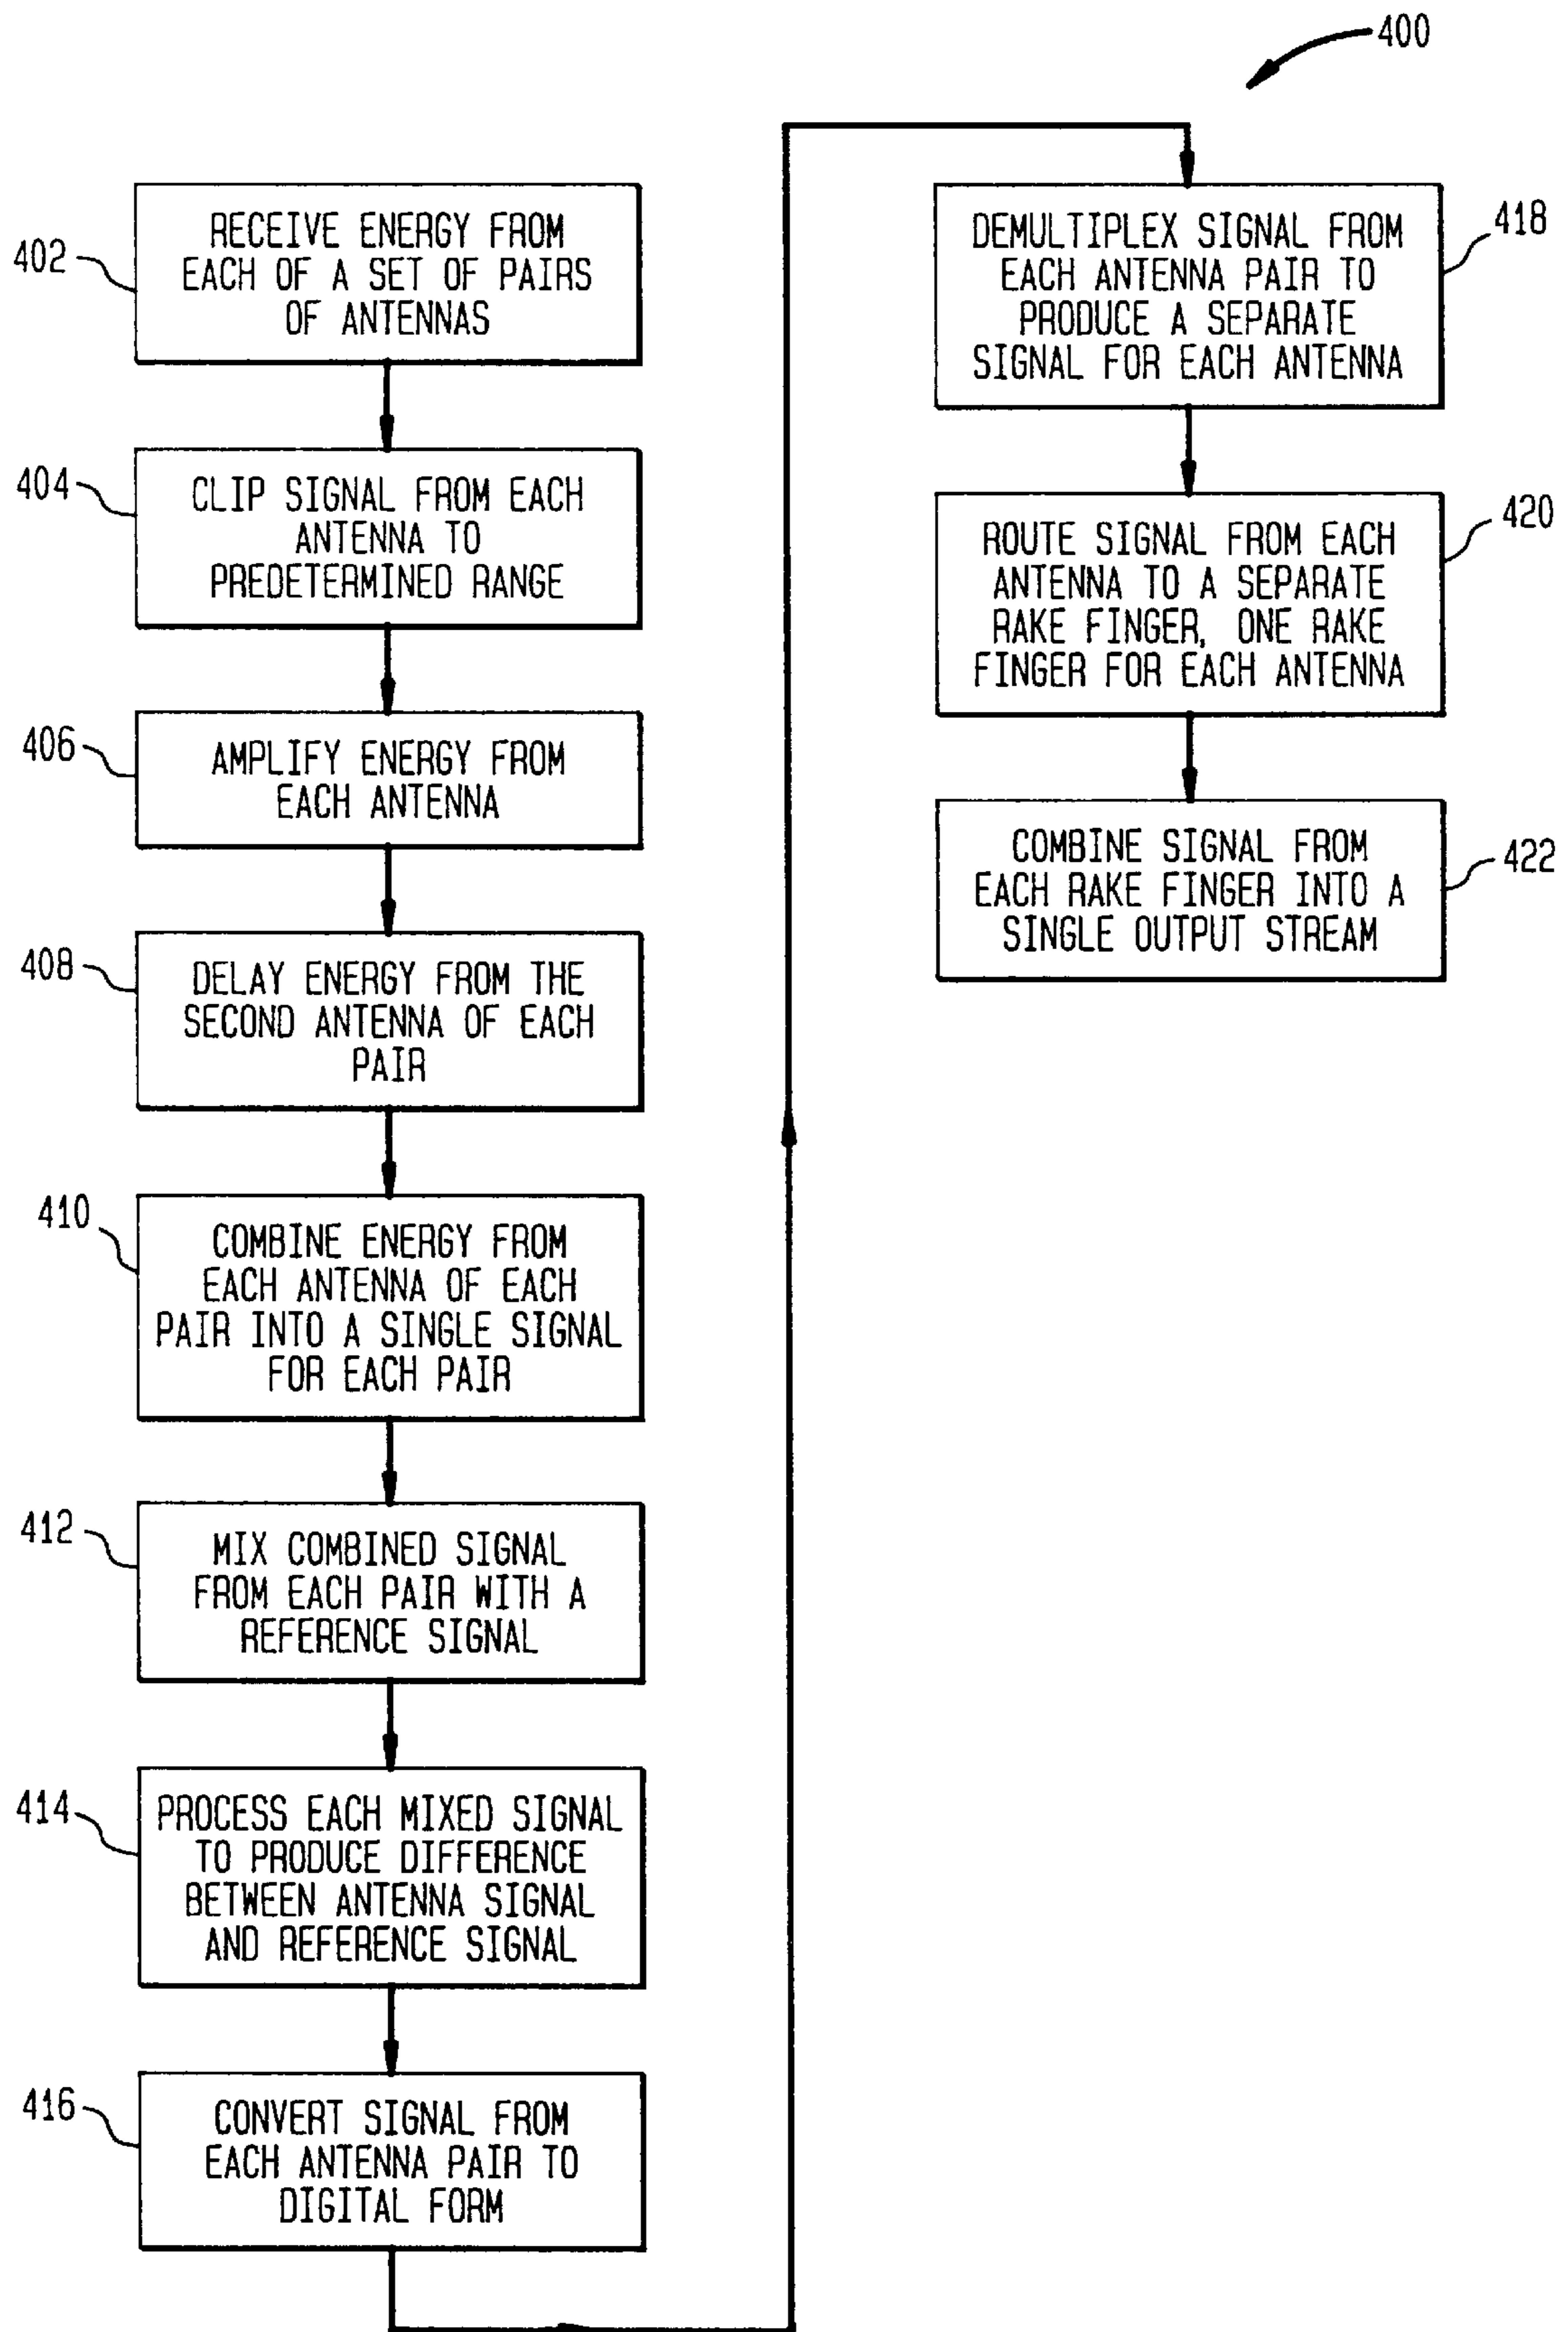 400
402
RECEIVE ENERGY FROM
EACH OF A SET OF PAIRS
OF ANTENNAS
404
CLIP SIGNAL FROM EACH
ANTENNA TO
PREDETERMINED RANGE
406
AMPLIFY ENERGY FROM
EACH ANTENNA
408
DELAY ENERGY FROM THE
SECOND ANTENNA OF EACH
PAIR
410
COMBINE ENERGY FROM
EACH ANTENNA OF EACH
PAIR INTO A SINGLE SIGNAL
FOR EACH PAIR
412
MIX COMBINED SIGNAL
FROM EACH PAIR WITH A
REFERENCE SIGNAL
414
PROCESS EACH MIXED SIGNAL
TO PRODUCE DIFFERENCE
BETWEEN ANTENNA SIGNAL
AND REFERENCE SIGNAL
416
CONVERT SIGNAL FROM
EACH ANTENNA PAIR TO
DIGITAL FORM
418
DEMULTIPLEX SIGNAL FROM
EACH ANTENNA PAIR TO
PRODUCE A SEPARATE
SIGNAL FOR EACH ANTENNA
420
ROUTE SIGNAL FROM EACH
ANTENNA TO A SEPARATE
RAKE FINGER, ONE RAKE
FINGER FOR EACH ANTENNA
422
COMBINE SIGNAL FROM
EACH RAKE FINGER INTO A
SINGLE OUTPUT STREAM